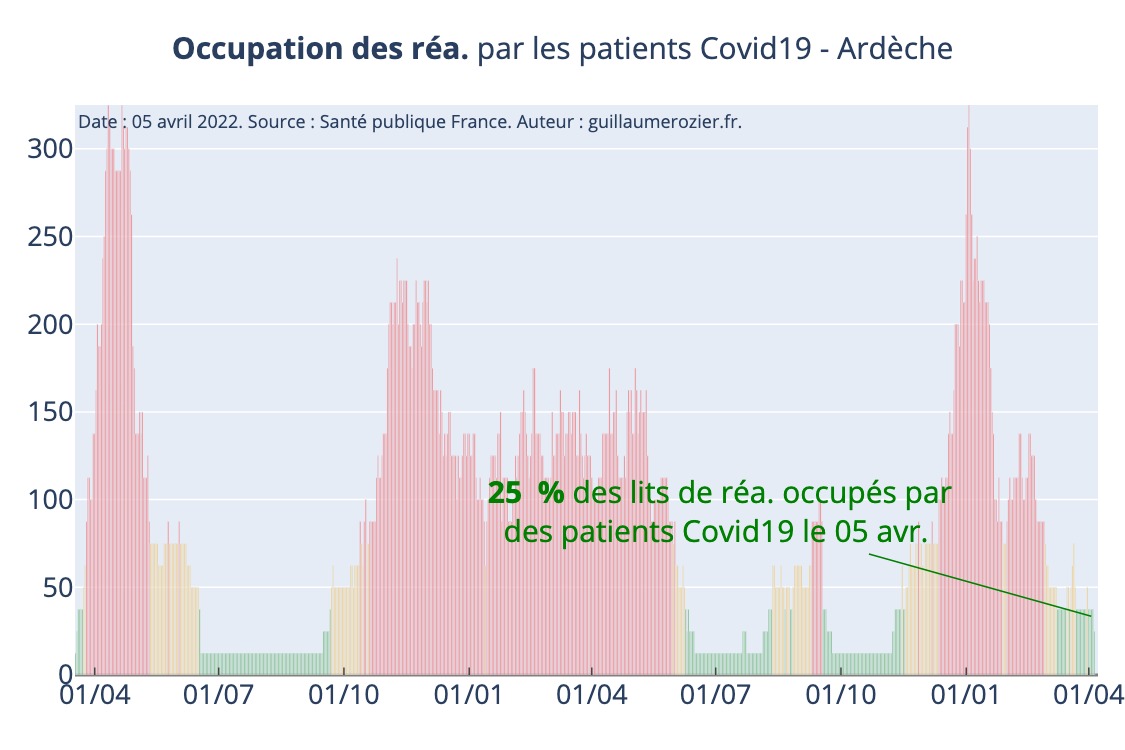 Occupation des réa. par les patients Covid19 - Ardèche
Date : 05 avril 2022. Source : Santé publique France. Auteur : guillaumerozier.fr.
300
250
200
150
100
50
0
25 % des lits de réa. occupés par
des patients Covid19 le 05 avr.
01/04 01/07 01/10 01/01 01/04 01/07 01/10 01/01 01/04